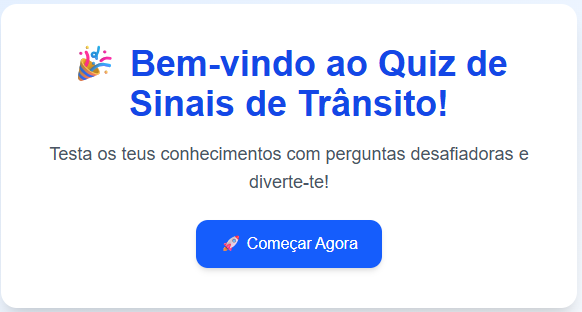 🎉 Bem-vindo ao Quiz de
Sinais de Trânsito!
Testa os teus conhecimentos com perguntas desafiadoras e
diverte-te!
🚀 Começar Agora